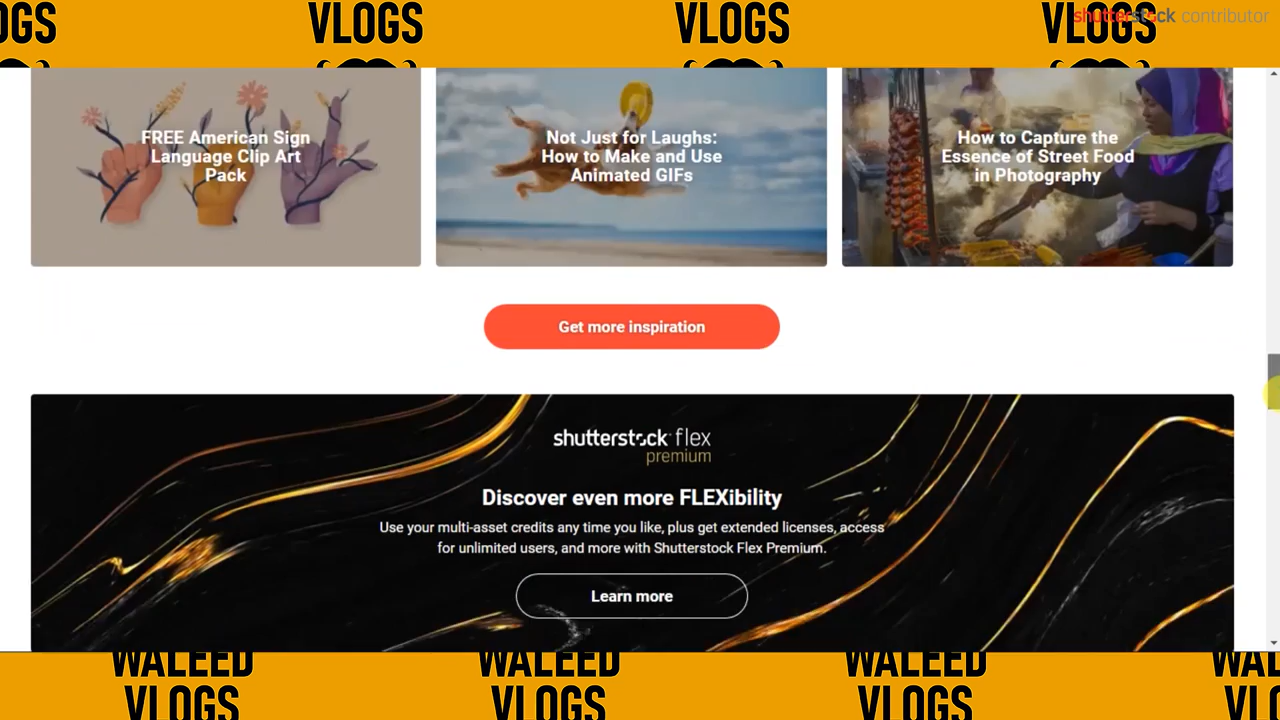 OGS VLOGS VLOGS VLOGS
shutterstock contributor
FREE American Sign
Language Clip Art
Pack
Not Just for Laughs:
How to Make and Use
Animated GIFs
How to Capture the
Essence of Street Food
in Photography
Get more inspiration
shutterstock flex
premium
Discover even more FLEXibility
Use your multi-asset credits any time you like, plus get extended licenses, access
for unlimited users, and more with Shutterstock Flex Premium.
Learn more
WALEED WALEED WALEED WAL
VLOGS VLOGS VLOGS VL